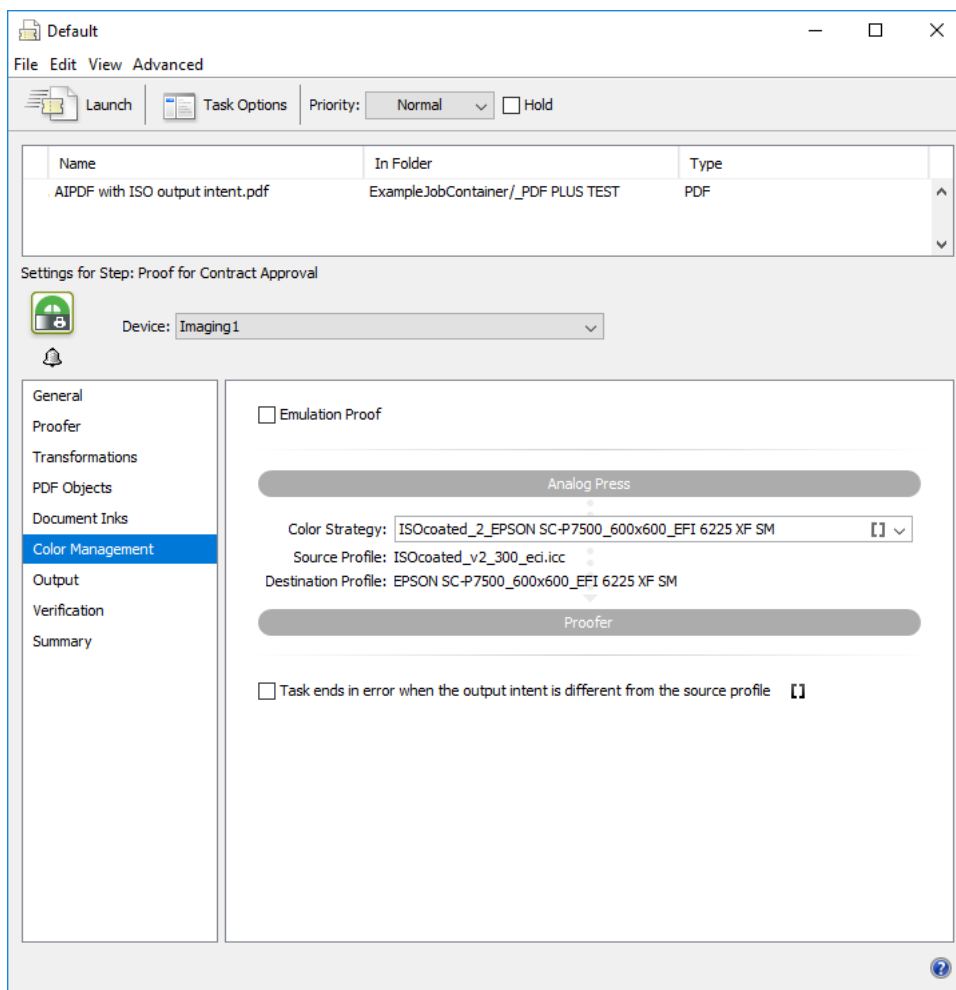 Default
File Edit View Advanced
Launch Task Options Priority: Normal Hold
Name In Folder Type
AIPDF with ISO output intent.pdf ExampleJobContainer/_PDF PLUS TEST PDF
Settings for Step: Proof for Contract Approval
Device: Imaging1
General
Proofer
Transformations
PDF Objects
Document Inks
Color Management
Output
Verification
Summary
Emulation Proof
Analog Press
Color Strategy: ISOcoated_2_EPSON SC-P7500_600x600_EFI 6225 XF SM []
Source Profile: ISOcoated_v2_300_eci.icc
Destination Profile: EPSON SC-P7500_600x600_EFI 6225 XF SM
Proofer
Task ends in error when the output intent is different from the source profile []
?